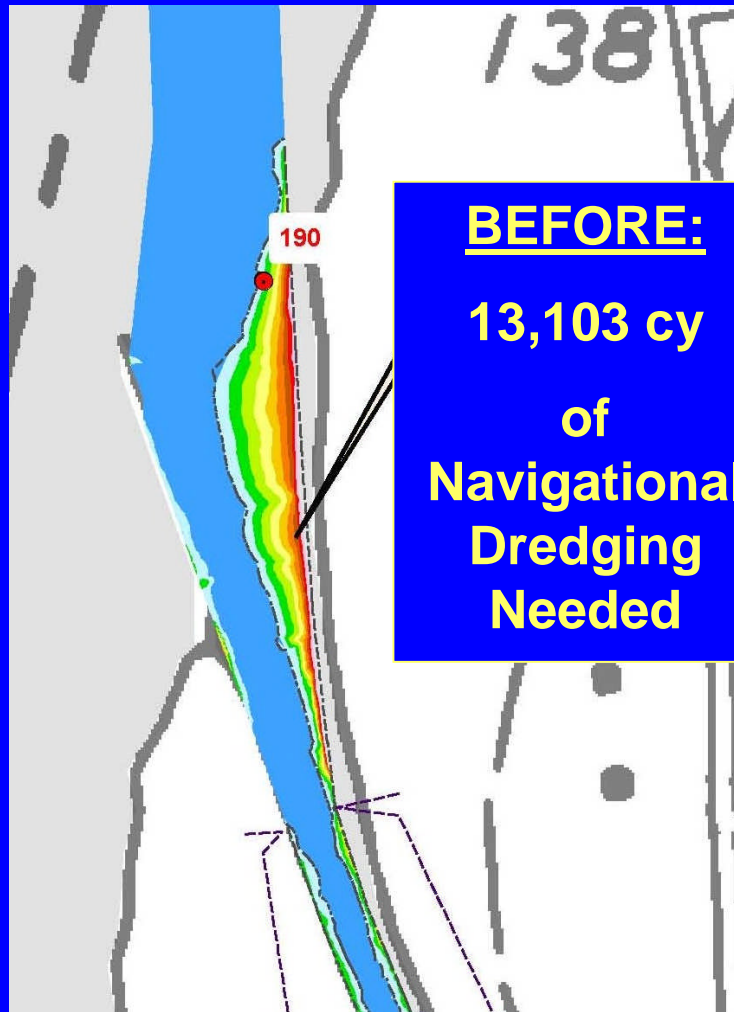 138
190
BEFORE:
13,103 cy
of
Navigational
Dredging
Needed